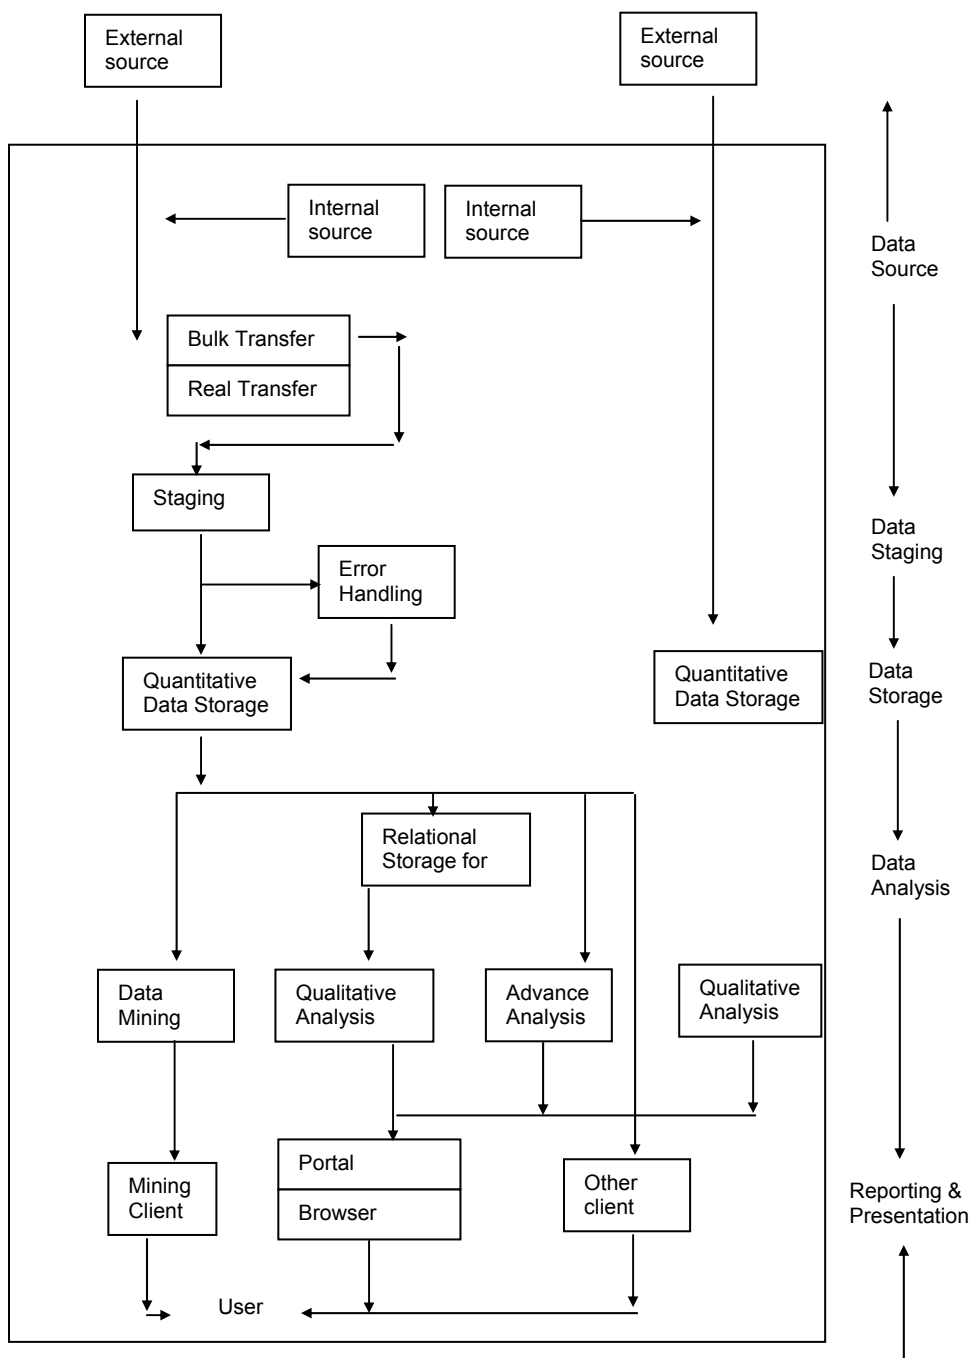 External
source
External
source
Internal
source
Internal
source
Data
Source
Bulk Transfer
Real Transfer
Staging
Data
Staging
Error
Handling
Quantitative
Data Storage
Quantitative
Data Storage
Data
Storage
Relational
Storage for
Data
Analysis
Data
Mining
Qualitative
Analysis
Advance
Analysis
Qualitative
Analysis
Mining
Client
Portal
Browser
Other
client
Reporting &
Presentation
User